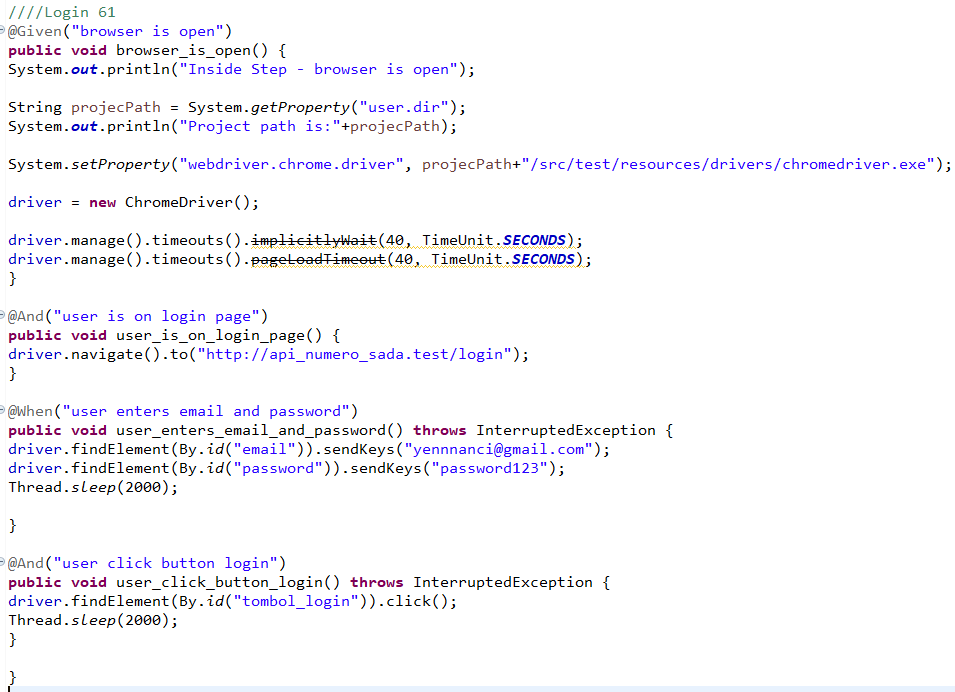 ////Login 61
@Given("browser is open")
public void browser_is_open() {
System.out.println("Inside Step - browser is open");
String projecPath = System.getProperty("user.dir");
System.out.println("Project path is:"+projecPath);
System.setProperty("webdriver.chrome.driver", projecPath+"/src/test/resources/drivers/chromedriver.exe");
driver = new ChromeDriver();
driver.manage().timeouts().implicitlyWait(40, TimeUnit.SECONDS);
driver.manage().timeouts().pageLoadTimeout(40, TimeUnit.SECONDS);
}
@And("user is on login page")
public void user_is_on_login_page() {
driver.navigate().to("http://api_numero_sada.test/login");
}
@When("user enters email and password")
public void user_enters_email_and_password() throws InterruptedException {
driver.findElement(By.id("email")).sendKeys("yennnanci@gmail.com");
driver.findElement(By.id("password")).sendKeys("password123");
Thread.sleep(2000);
}
@And("user click button login")
public void user_click_button_login() throws InterruptedException {
driver.findElement(By.id("tombol_login")).click();
Thread.sleep(2000);
}
}